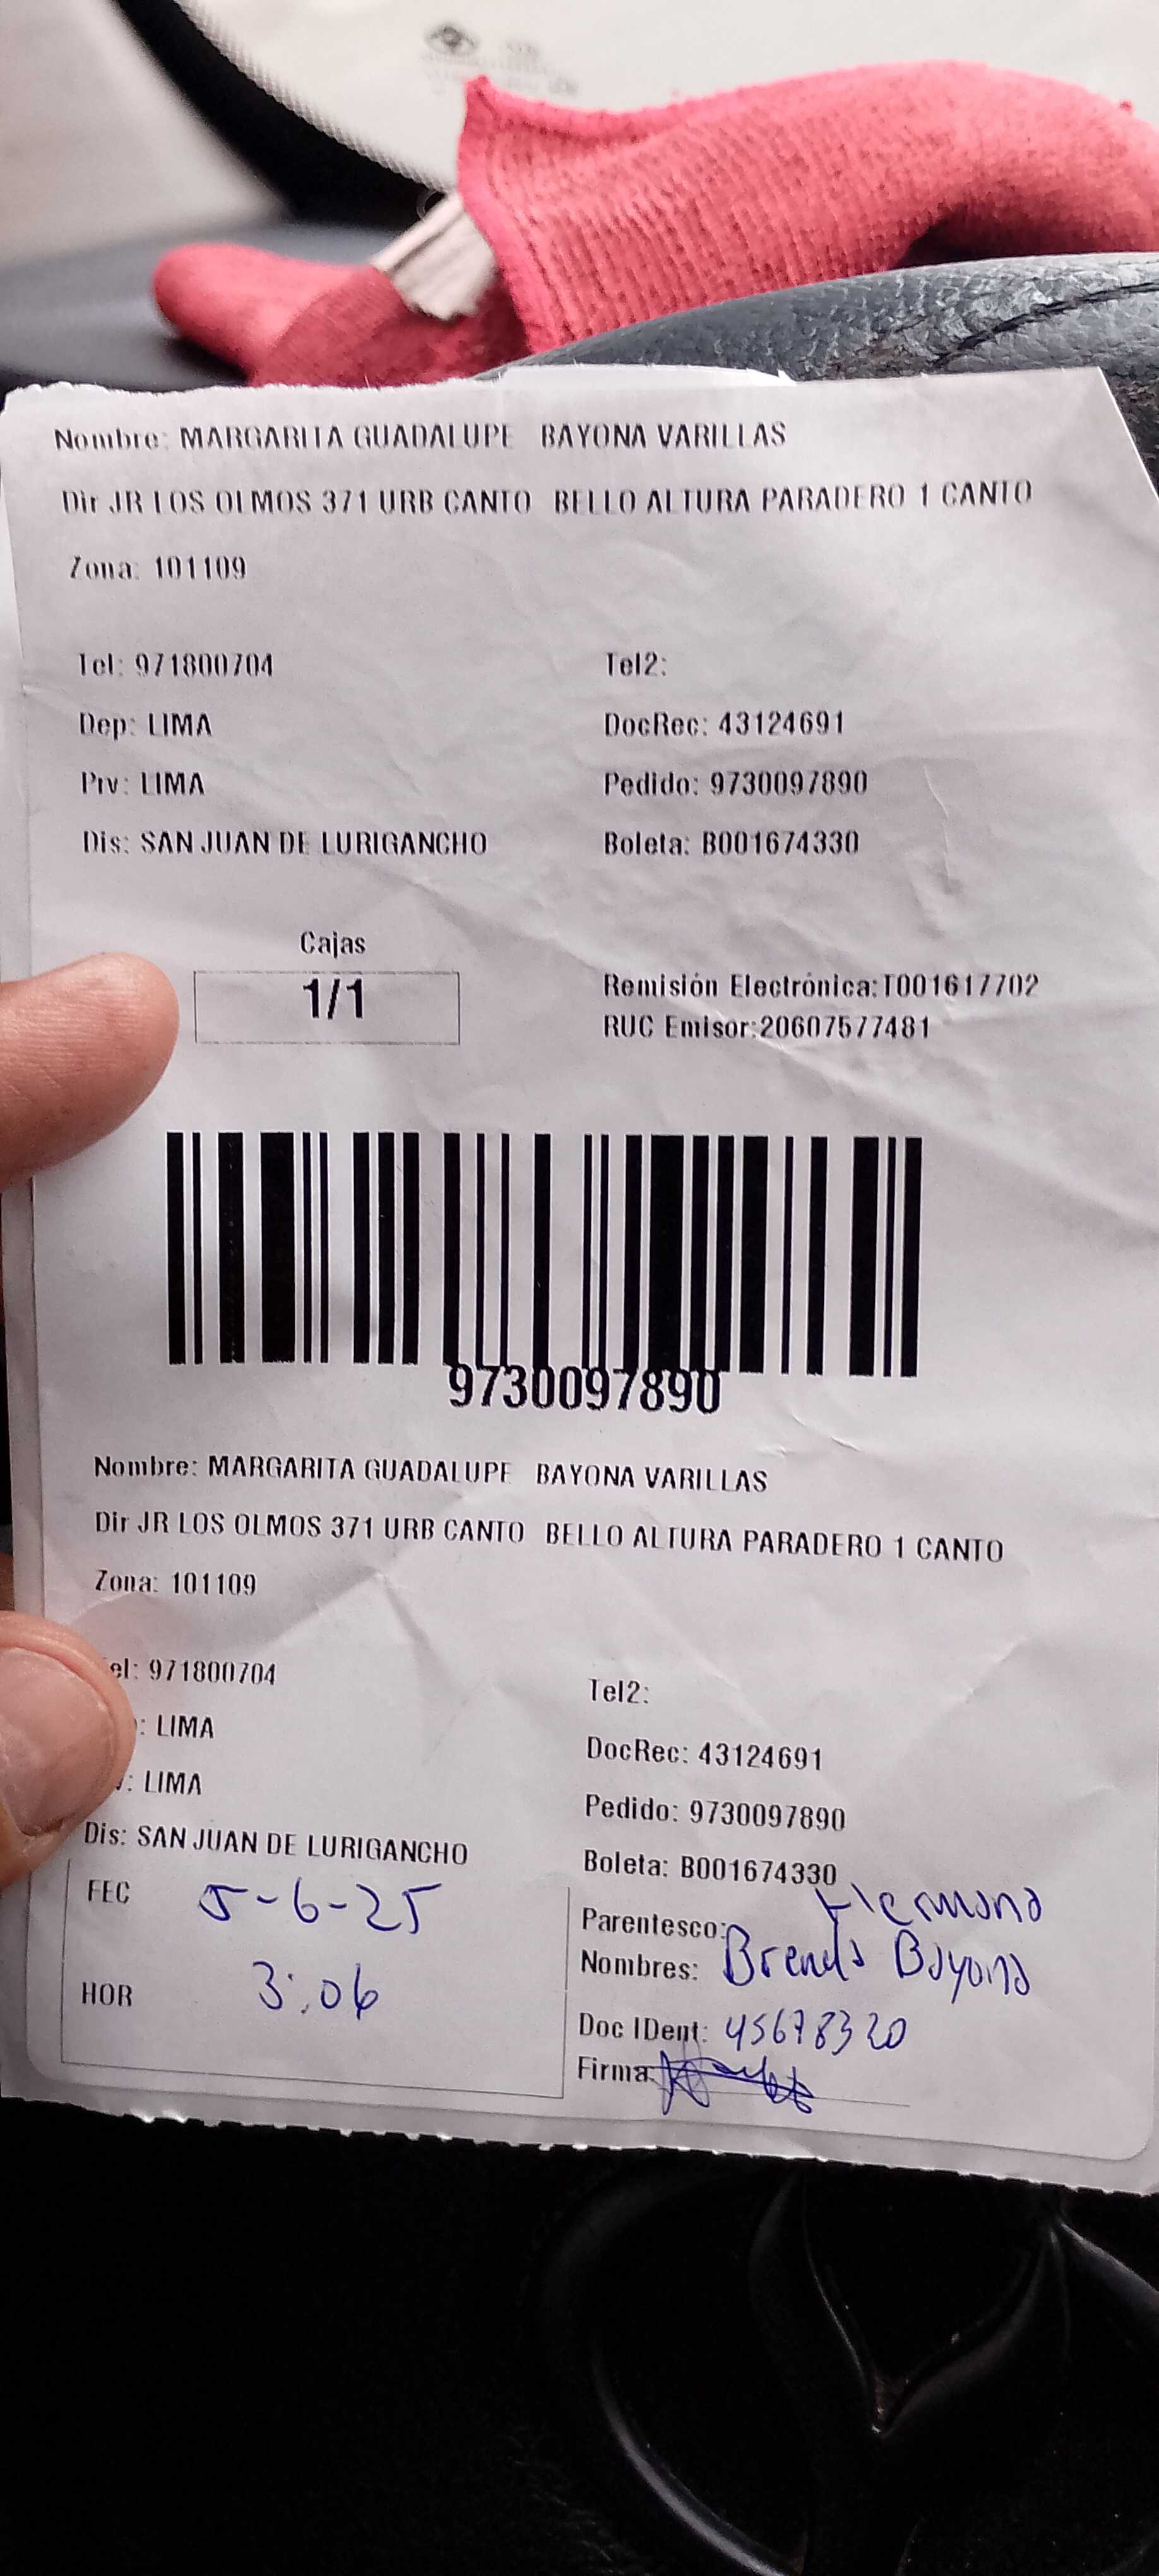 Nombre: MARGARITA GUADALUPE BAYONA VARILLAS
Dir JR LOS OLMOS 371 URB CANTO BELLO ALTURA PARADERO 1 CANTO
Zona: 101109
Tel: 971800704 Tel2:
Dep: LIMA DocRec: 43124691
Prv: LIMA Pedido: 9730097890
Dis: SAN JUAN DE LURIGANCHO Boleta: B001674330
Cajas
1/1
Remisión Electrónica:T001617702
RUC Emisor:20607577481
9730097890
Nombre: MARGARITA GUADALUPE BAYONA VARILLAS
Dir JR LOS OLMOS 371 URB CANTO BELLO ALTURA PARADERO 1 CANTO
Zona: 101109
el: 971800704 Tel2:
: LIMA DocRec: 43124691
: LIMA Pedido: 9730097890
Dis: SAN JUAN DE LURIGANCHO Boleta: B001674330
FEC 5-6-25
HOR 3:06
Parentesco: Hermana
Nombres: Brenda Bayona
Doc IDent: 45678320
Firma: